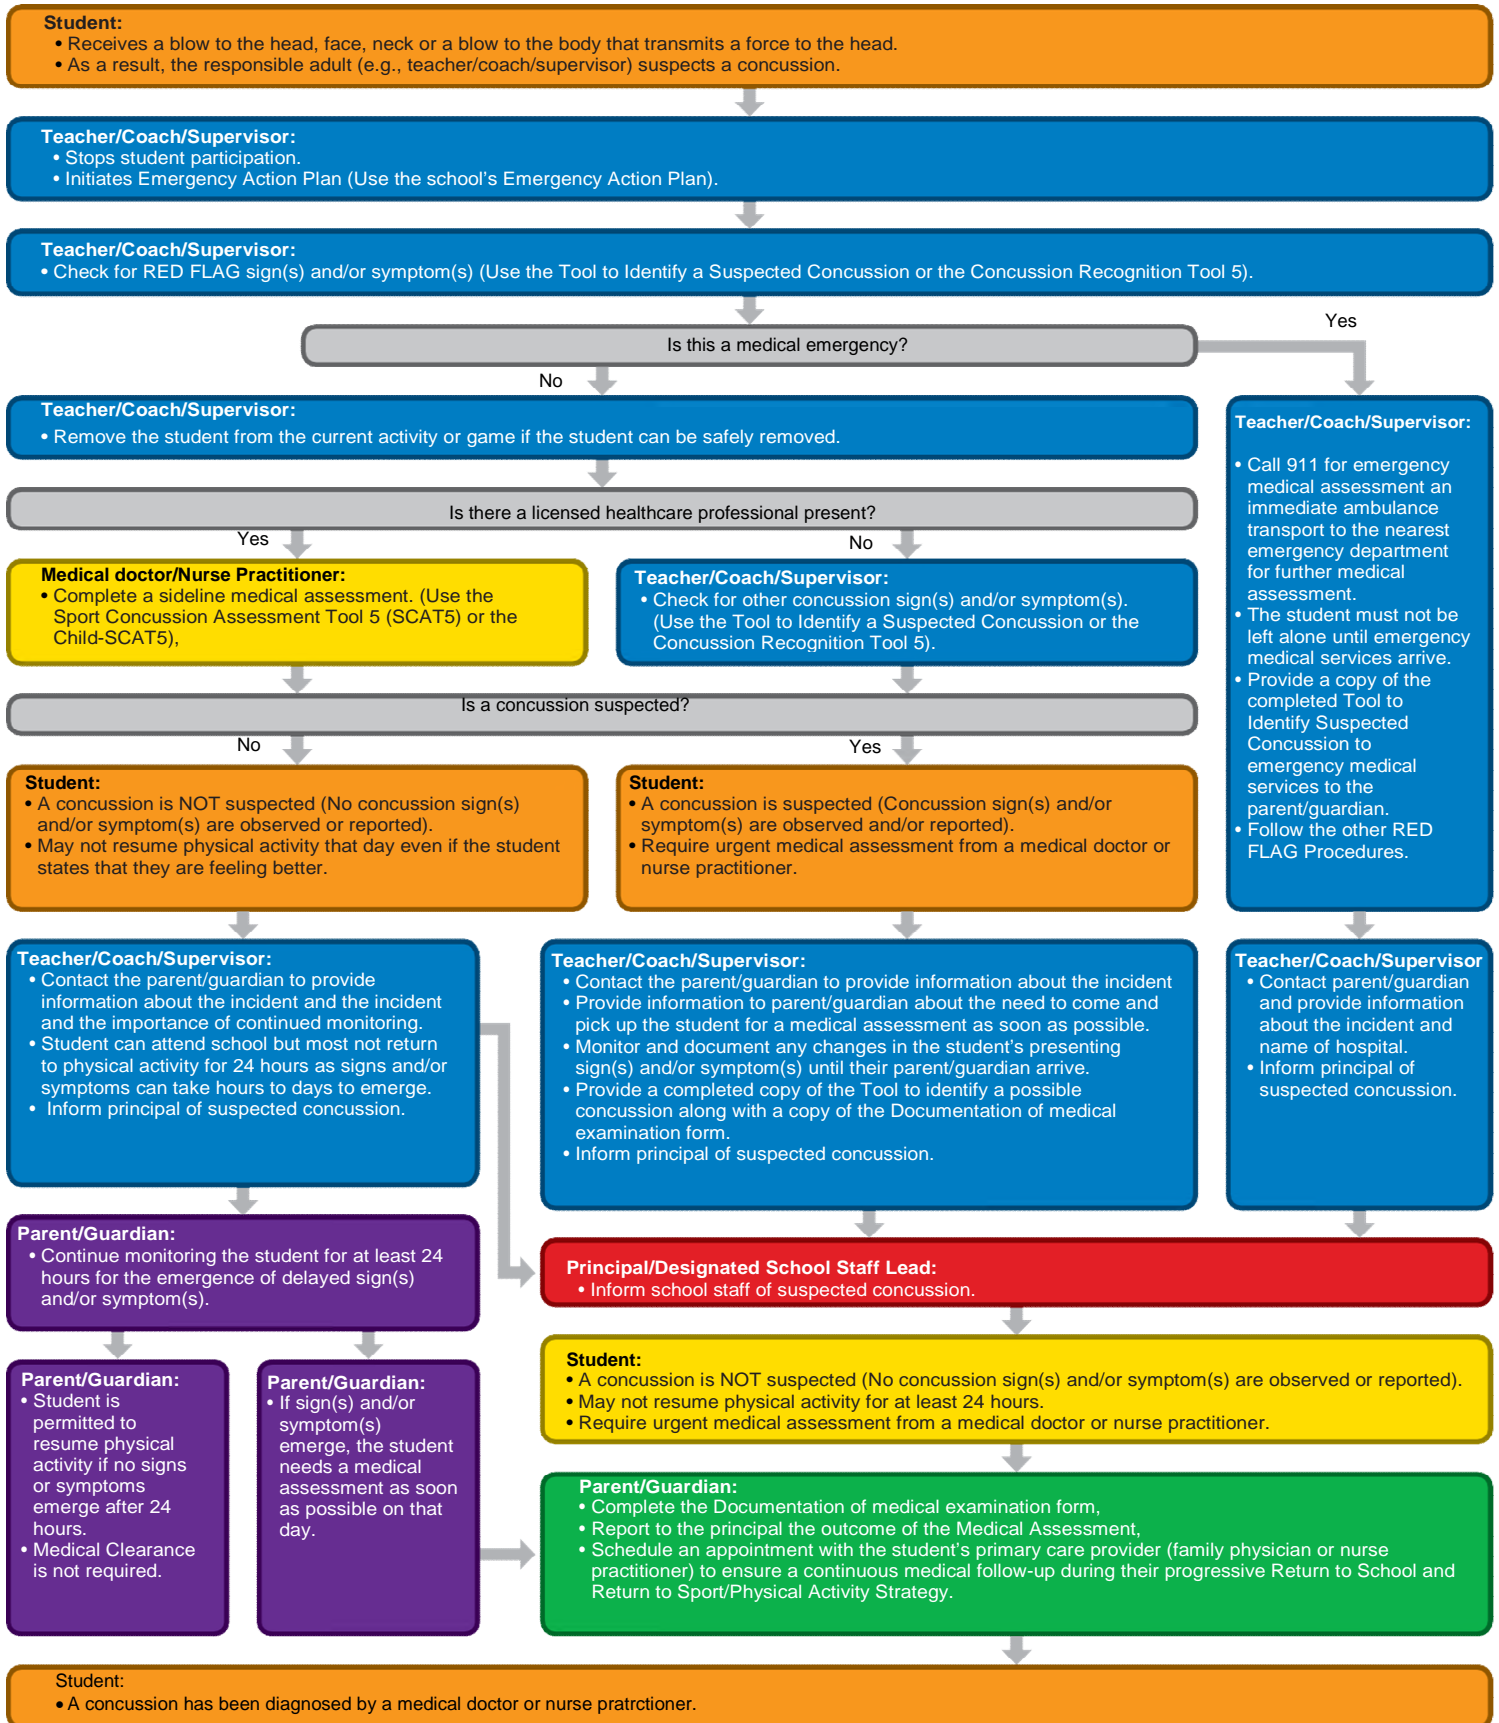 Student:
• Receives a blow to the head, face, neck or a blow to the body that transmits a force to the head.
• As a result, the responsible adult (e.g., teacher/coach/supervisor) suspects a concussion.
Teacher/Coach/Supervisor:
• Stops student participation.
• Initiates Emergency Action Plan (Use the school's Emergency Action Plan).
Teacher/Coach/Supervisor:
• Check for RED FLAG sign(s) and/or symptom(s) (Use the Tool to Identify a Suspected Concussion or the Concussion Recognition Tool 5).
Is this a medical emergency?
Yes
No
Teacher/Coach/Supervisor:
• Remove the student from the current activity or game if the student can be safely removed.
Teacher/Coach/Supervisor:
• Call 911 for emergency
medical assessment an
immediate ambulance
transport to the nearest
emergency department
for further medical
assessment.
• The student must not be
left alone until emergency
medical services arrive.
• Provide a copy of the
completed Tool to
Identify Suspected
Concussion to
emergency medical
services to the
parent/guardian.
• Follow the other RED
FLAG Procedures.
Is there a licensed healthcare professional present?
Yes
No
Medical doctor/Nurse Practitioner:
• Complete a sideline medical assessment. (Use the
Sport Concussion Assessment Tool 5 (SCAT5) or the
Child-SCAT5),
Teacher/Coach/Supervisor:
• Check for other concussion sign(s) and/or symptom(s).
(Use the Tool to Identify a Suspected Concussion or the
Concussion Recognition Tool 5).
Is a concussion suspected?
No
Yes
Student:
• A concussion is NOT suspected (No concussion sign(s)
and/or symptom(s) are observed or reported).
• May not resume physical activity that day even if the student
states that they are feeling better.
Student:
• A concussion is suspected (Concussion sign(s) and/or
symptom(s) are observed and/or reported).
• Require urgent medical assessment from a medical doctor or
nurse practitioner.
Teacher/Coach/Supervisor:
• Contact the parent/guardian to provide
information about the incident and the incident
and the importance of continued monitoring.
• Student can attend school but most not return
to physical activity for 24 hours as signs and/or
symptoms can take hours to days to emerge.
• Inform principal of suspected concussion.
Teacher/Coach/Supervisor:
• Contact the parent/guardian to provide information about the incident
• Provide information to parent/guardian about the need to come and
pick up the student for a medical assessment as soon as possible.
• Monitor and document any changes in the student's presenting
sign(s) and/or symptom(s) until their parent/guardian arrive.
• Provide a completed copy of the Tool to identify a possible
concussion along with a copy of the Documentation of medical
examination form.
• Inform principal of suspected concussion.
Teacher/Coach/Supervisor
• Contact parent/guardian
and provide information
about the incident and
name of hospital.
• Inform principal of
suspected concussion.
Parent/Guardian:
• Continue monitoring the student for at least 24
hours for the emergence of delayed sign(s)
and/or symptom(s).
Principal/Designated School Staff Lead:
• Inform school staff of suspected concussion.
Parent/Guardian:
• Student is
permitted to
resume physical
activity if no signs
or symptoms
emerge after 24
hours.
• Medical Clearance
is not required.
Parent/Guardian:
• If sign(s) and/or
symptom(s)
emerge, the student
needs a medical
assessment as soon
as possible on that
day.
Student:
• A concussion is NOT suspected (No concussion sign(s) and/or symptom(s) are observed or reported).
• May not resume physical activity for at least 24 hours.
• Require urgent medical assessment from a medical doctor or nurse practitioner.
Parent/Guardian:
• Complete the Documentation of medical examination form,
• Report to the principal the outcome of the Medical Assessment,
• Schedule an appointment with the student's primary care provider (family physician or nurse
practitioner) to ensure a continuous medical follow-up during their progressive Return to School and
Return to Sport/Physical Activity Strategy.
Student:
• A concussion has been diagnosed by a medical doctor or nurse pratrctioner.